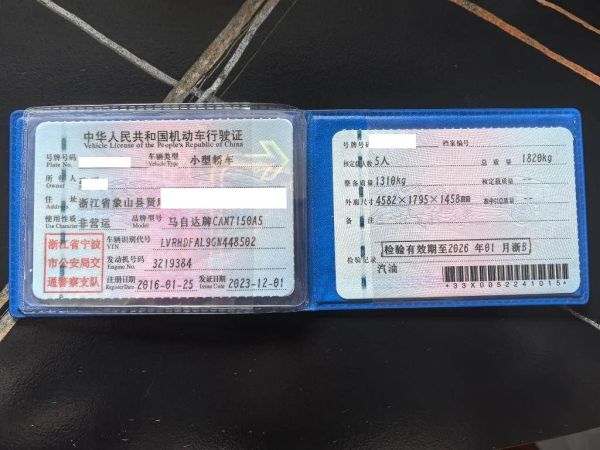 中华人民共和国机动车行驶证
Vehicle License of the People's Republic of China
号牌号码
Plate No.
车辆类型
Vehicle Type
小型轿车
所有人
Owner
住址
Address
浙江省象山县贤
使用性质
Use Character
非营运
品牌型号
Model
马自达牌CAM7150A5
浙江省宁波
市公安局交
通警察支队
车辆识别代号
VIN
LVRHDFAL9GN448502
发动机号码
Engine No.
3219384
注册日期
Register Date
2016-01-25
发证日期
Issue Date
2023-12-01
号牌号码
档案编号
核定载人数 5人
总质量 1820kg
整备质量 1310kg
核定载质量 --
外廓尺寸 4582×1795×1458mm
准牵引总质量 --
备注
检验有效期至2026年01月浙B
检验记录
汽油
*33X0052241015*